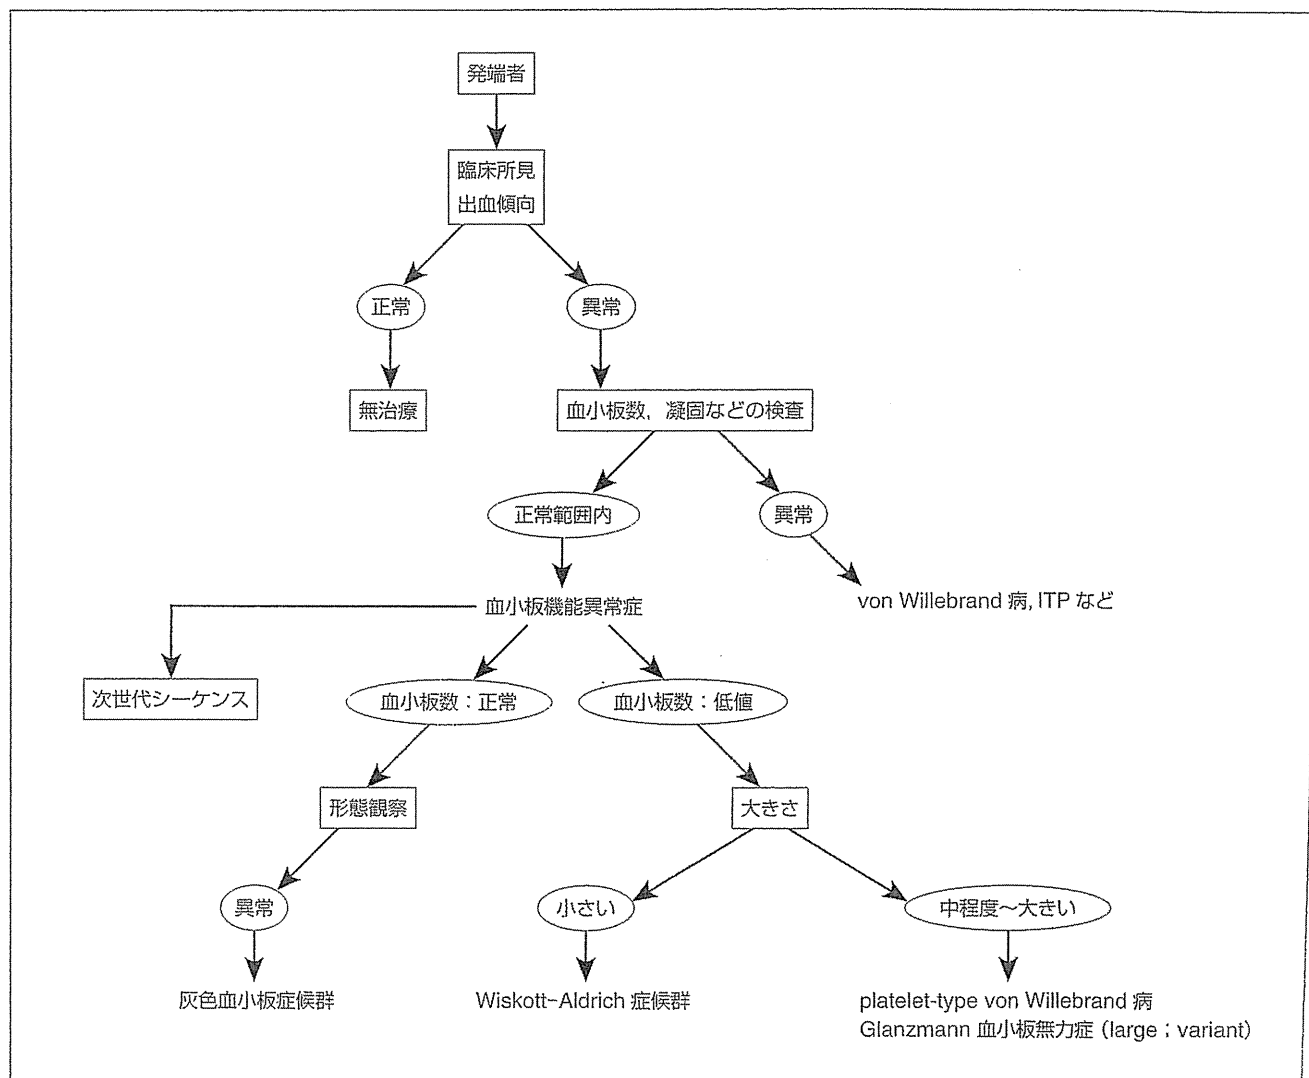 発端者
臨床所見
出血傾向
正常
異常
無治療
血小板数，凝固などの検査
正常範囲内
異常
von Willebrand 病, ITP など
血小板機能異常症
次世代シーケンス
血小板数：正常
血小板数：低値
形態観察
大きさ
異常
小さい
中程度〜大きい
灰色血小板症候群
Wiskott-Aldrich 症候群
platelet-type von Willebrand 病
Glanzmann 血小板無力症（large；variant）